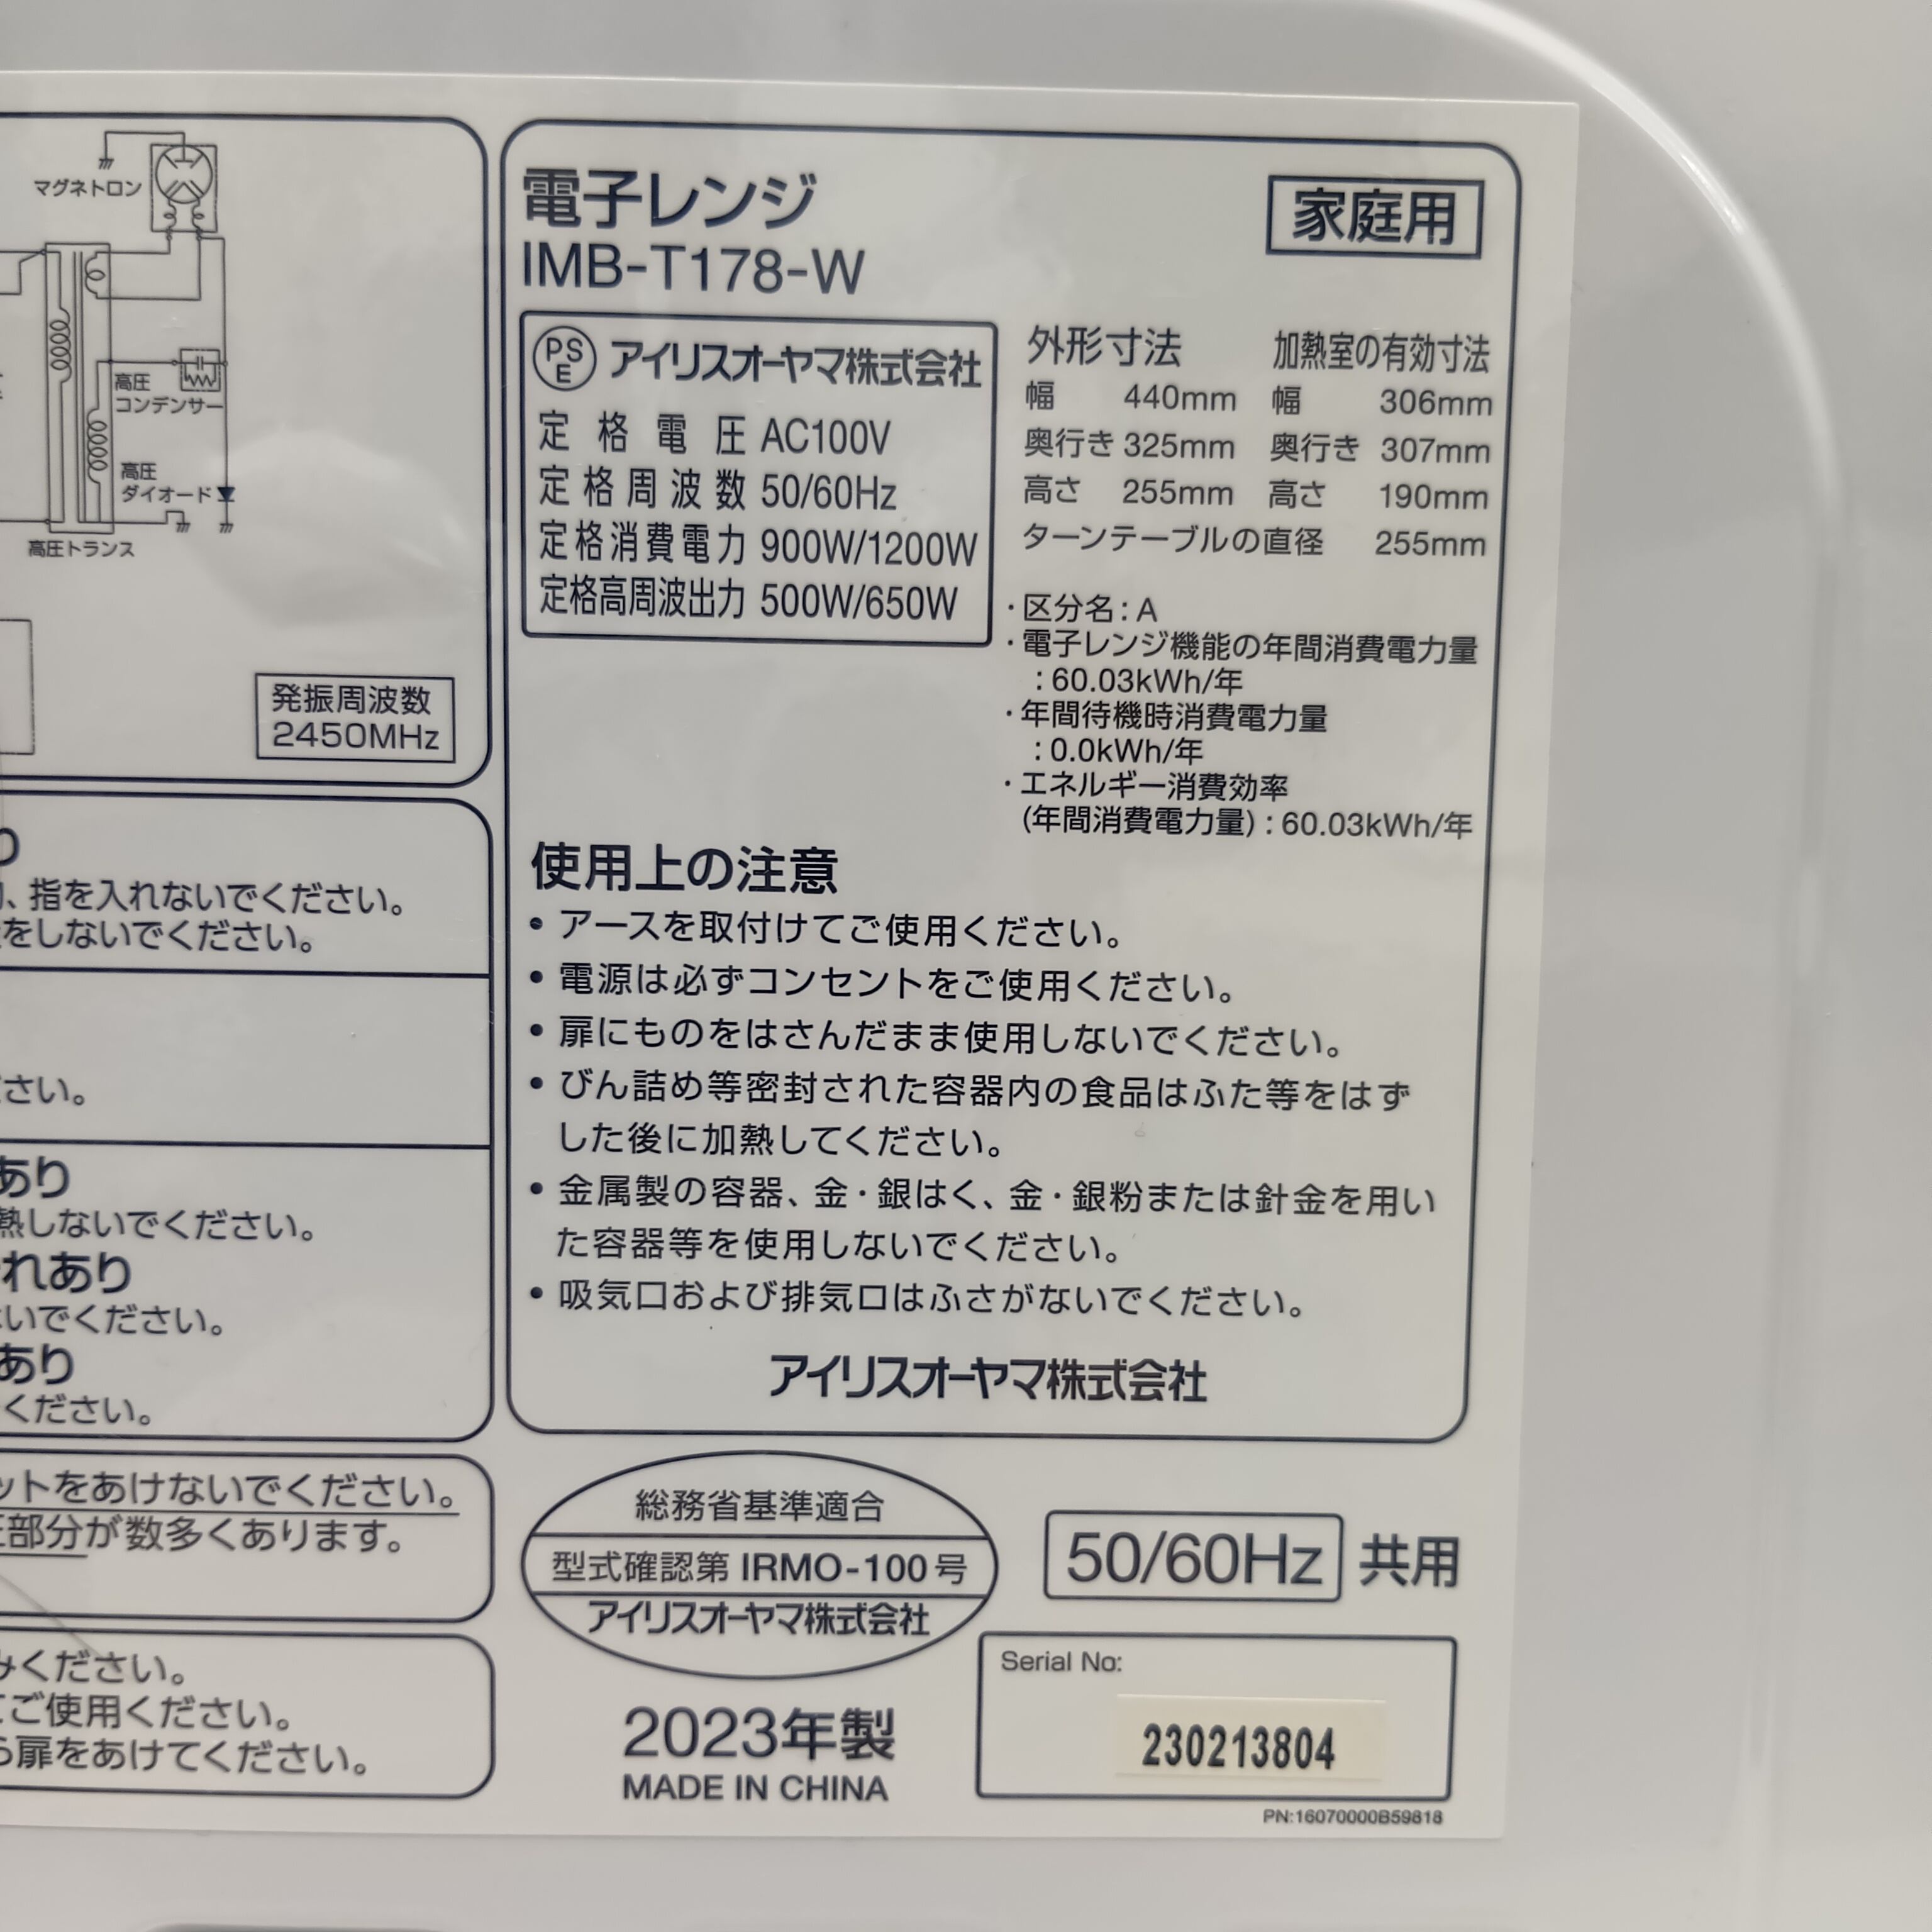 マグネトロン
高圧
コンデンサー
高圧
ダイオード
高圧トランス
発振周波数
2450MHz
り
、指を入れないでください。
をしないでください。
ださい。
あり
熱しないでください。
れあり
いでください。
あり
ください。
ットをあけないでください。
部分が数多くあります。
みください。
ご使用ください。
扉をあけてください。
電子レンジ
家庭用
IMB-T178-W
PSE アイリスオーヤマ株式会社
定格電圧 AC100V
定格周波数 50/60Hz
定格消費電力 900W/1200W
定格高周波出力 500W/650W
外形寸法 加熱室の有効寸法
幅 440mm 幅 306mm
奥行き 325mm 奥行き 307mm
高さ 255mm 高さ 190mm
ターンテーブルの直径 255mm
・区分名:A
・電子レンジ機能の年間消費電力量
:60.03kWh/年
・年間待機時消費電力量
:0.0kWh/年
・エネルギー消費効率
(年間消費電力量):60.03kWh/年
使用上の注意
• アースを取付けてご使用ください。
• 電源は必ずコンセントをご使用ください。
• 扉にものをはさんだまま使用しないでください。
• びん詰め等密封された容器内の食品はふた等をはず
した後に加熱してください。
• 金属製の容器、金・銀はく、金・銀粉または針金を用い
た容器等を使用しないでください。
• 吸気口および排気口はふさがないでください。
アイリスオーヤマ株式会社
総務省基準適合
型式確認第 IRMO-100号
アイリスオーヤマ株式会社
50/60Hz 共用
2023年製
MADE IN CHINA
Serial No:
230213804
PN:16070000B59818